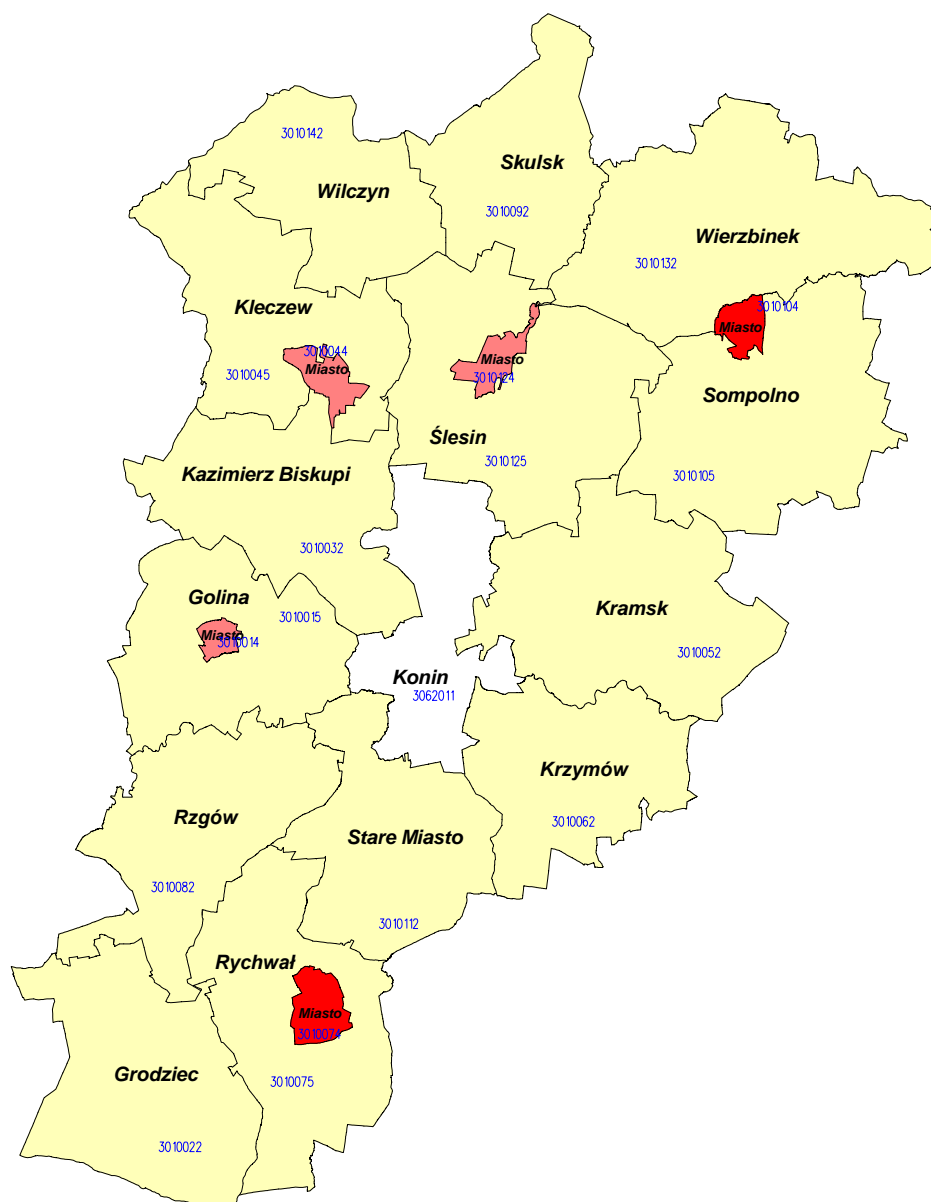 3010142
Skulsk
Wilczyn
3010092
Wierzbinek
3010132
Kleczew
3010104
Miasto
3010044
Miasto
Miasto
3010045
3010124
Sompolno
Ślesin
3010125
Kazimierz Biskupi
3010105
3010032
Golina
3010015
Kramsk
Miasto
3010014
3010052
Konin
3062011
Krzymów
Rzgów
3010062
Stare Miasto
3010082
3010112
Rychwał
Miasto
3010074
Grodziec
3010075
3010022